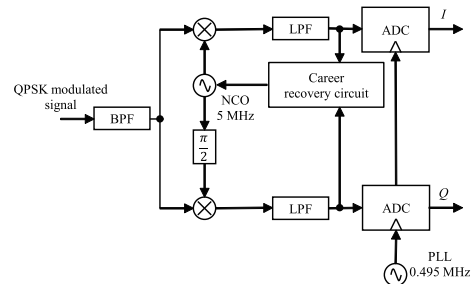 LPF
ADC
I
QPSK modulated
signal
BPF
NCO
5 MHz
Career
recovery circuit
π
2
LPF
ADC
Q
PLL
0.495 MHz